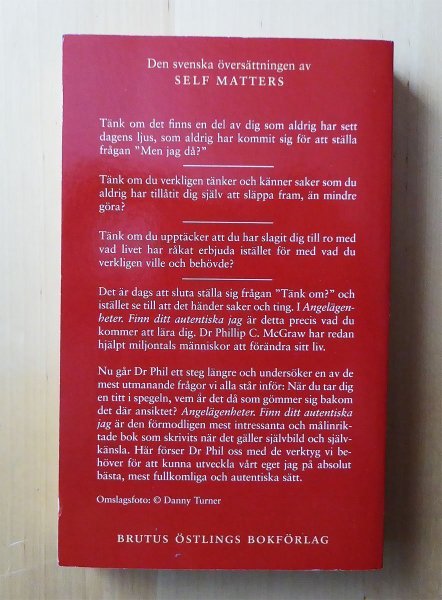 Den svenska översättningen av
SELF MATTERS
Tänk om det finns en del av dig som aldrig har sett
dagens ljus, som aldrig har kommit sig för att ställa
frågan "Men jag då?"
Tänk om du verkligen tänker och känner saker som du
aldrig har tillåtit dig själv att släppa fram, än mindre
göra?
Tänk om du upptäcker att du har slagit dig till ro med
vad livet har råkat erbjuda istället för med vad du
verkligen ville och behövde?
Det är dags att sluta ställa sig frågan "Tänk om?" och
istället se till att det händer saker och ting. I Angelägen-
heter. Finn ditt autentiska jag är detta precis vad du
kommer att lära dig. Dr Phillip C. McGraw har redan
hjälpt miljontals människor att förändra sitt liv.
Nu går Dr Phil ett steg längre och undersöker en av de
mest utmanande frågor vi alla står inför: När du tar dig
en titt i spegeln, vem är det då som gömmer sig bakom
det där ansiktet? Angelägenheter. Finn ditt autentiska
jag är den förmodligen mest intressanta och målinrik-
tade bok som skrivits när det gäller självbild och själv-
känsla. Här förser Dr Phil oss med de verktyg vi be-
höver för att kunna utveckla vårt eget jag på absolut
bästa, mest fullkomliga och autentiska sätt.
Omslagsfoto: © Danny Turner
BRUTUS ÖSTLINGS BOKFÖRLAG